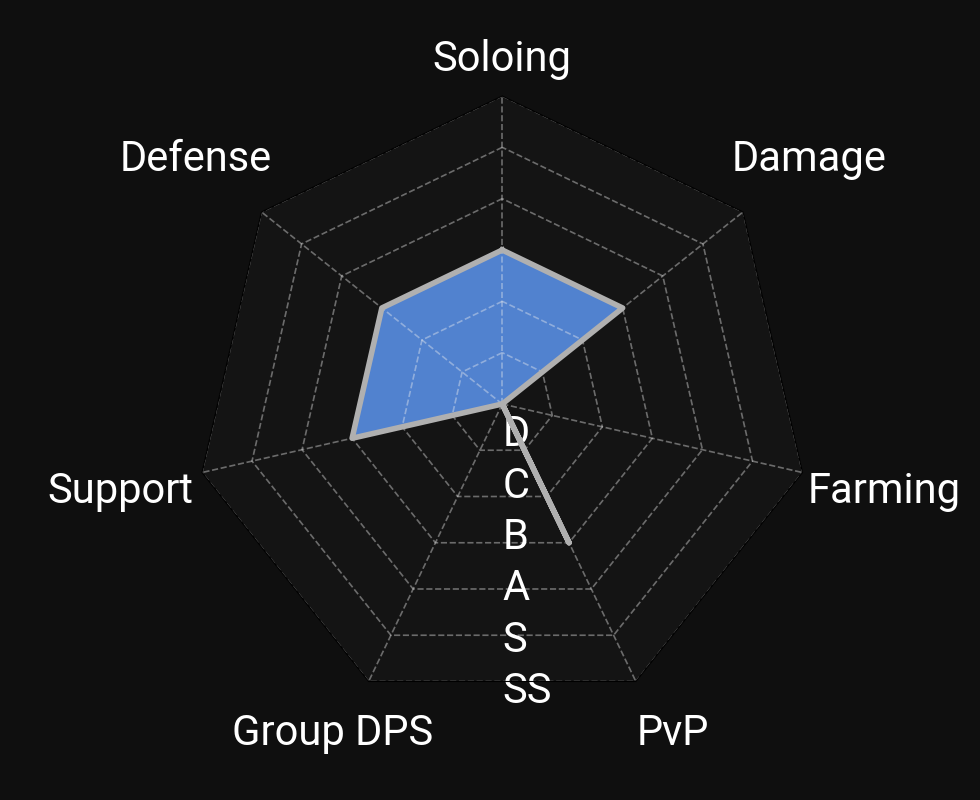 Soloing
Defense
Damage
D
C
Support
Farming
B
A
S
SS
Group DPS
PvP